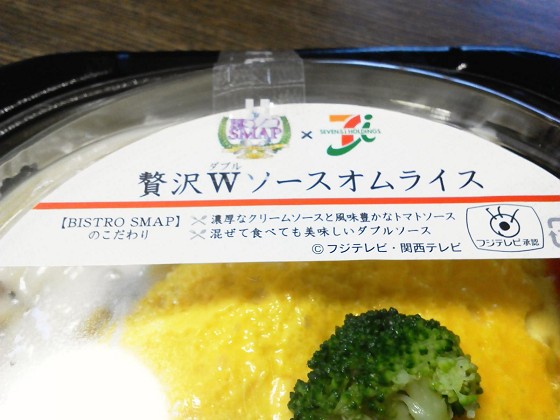 SMAP × SEVEN & i HOLDINGS
ダブル
贅沢Wソースオムライス
【BISTRO SMAP】 濃厚なクリームソースと風味豊かなトマトソース
のこだわり 混ぜて食べても美味しいダブルソース
©フジテレビ・関西テレビ
フジテレビ承認